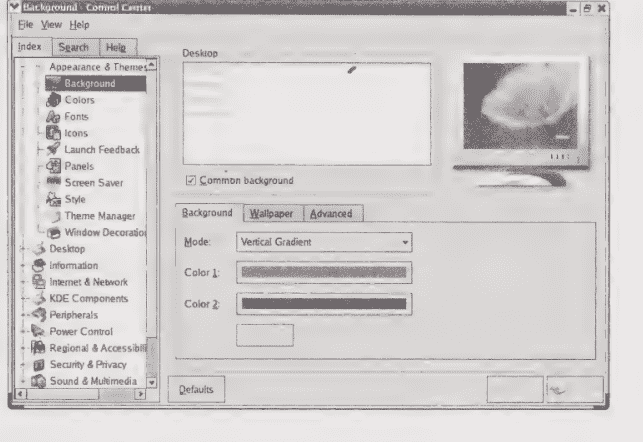 Background - Control Center
File View Help
Index Search Help
Appearance & Themes
Background
Colors
Fonts
Icons
Launch Feedback
Panels
Screen Saver
Style
Theme Manager
Window Decoration
Desktop
Information
Internet & Network
KDE Components
Peripherals
Power Control
Regional & Accessibili
Security & Privacy
Sound & Multimedia
Desktop
Common background
Background Wallpaper Advanced
Mode: Vertical Gradient
Color 1:
Color 2:
Defaults